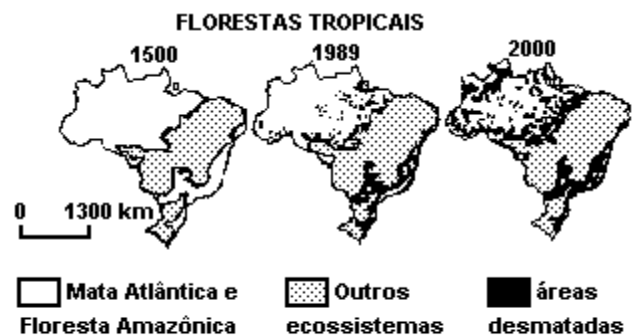 FLORESTAS TROPICAIS
1500 1989 2000
0 1300 km
Mata Atlântica e Outros áreas
Floresta Amazônica ecossistemas desmatadas